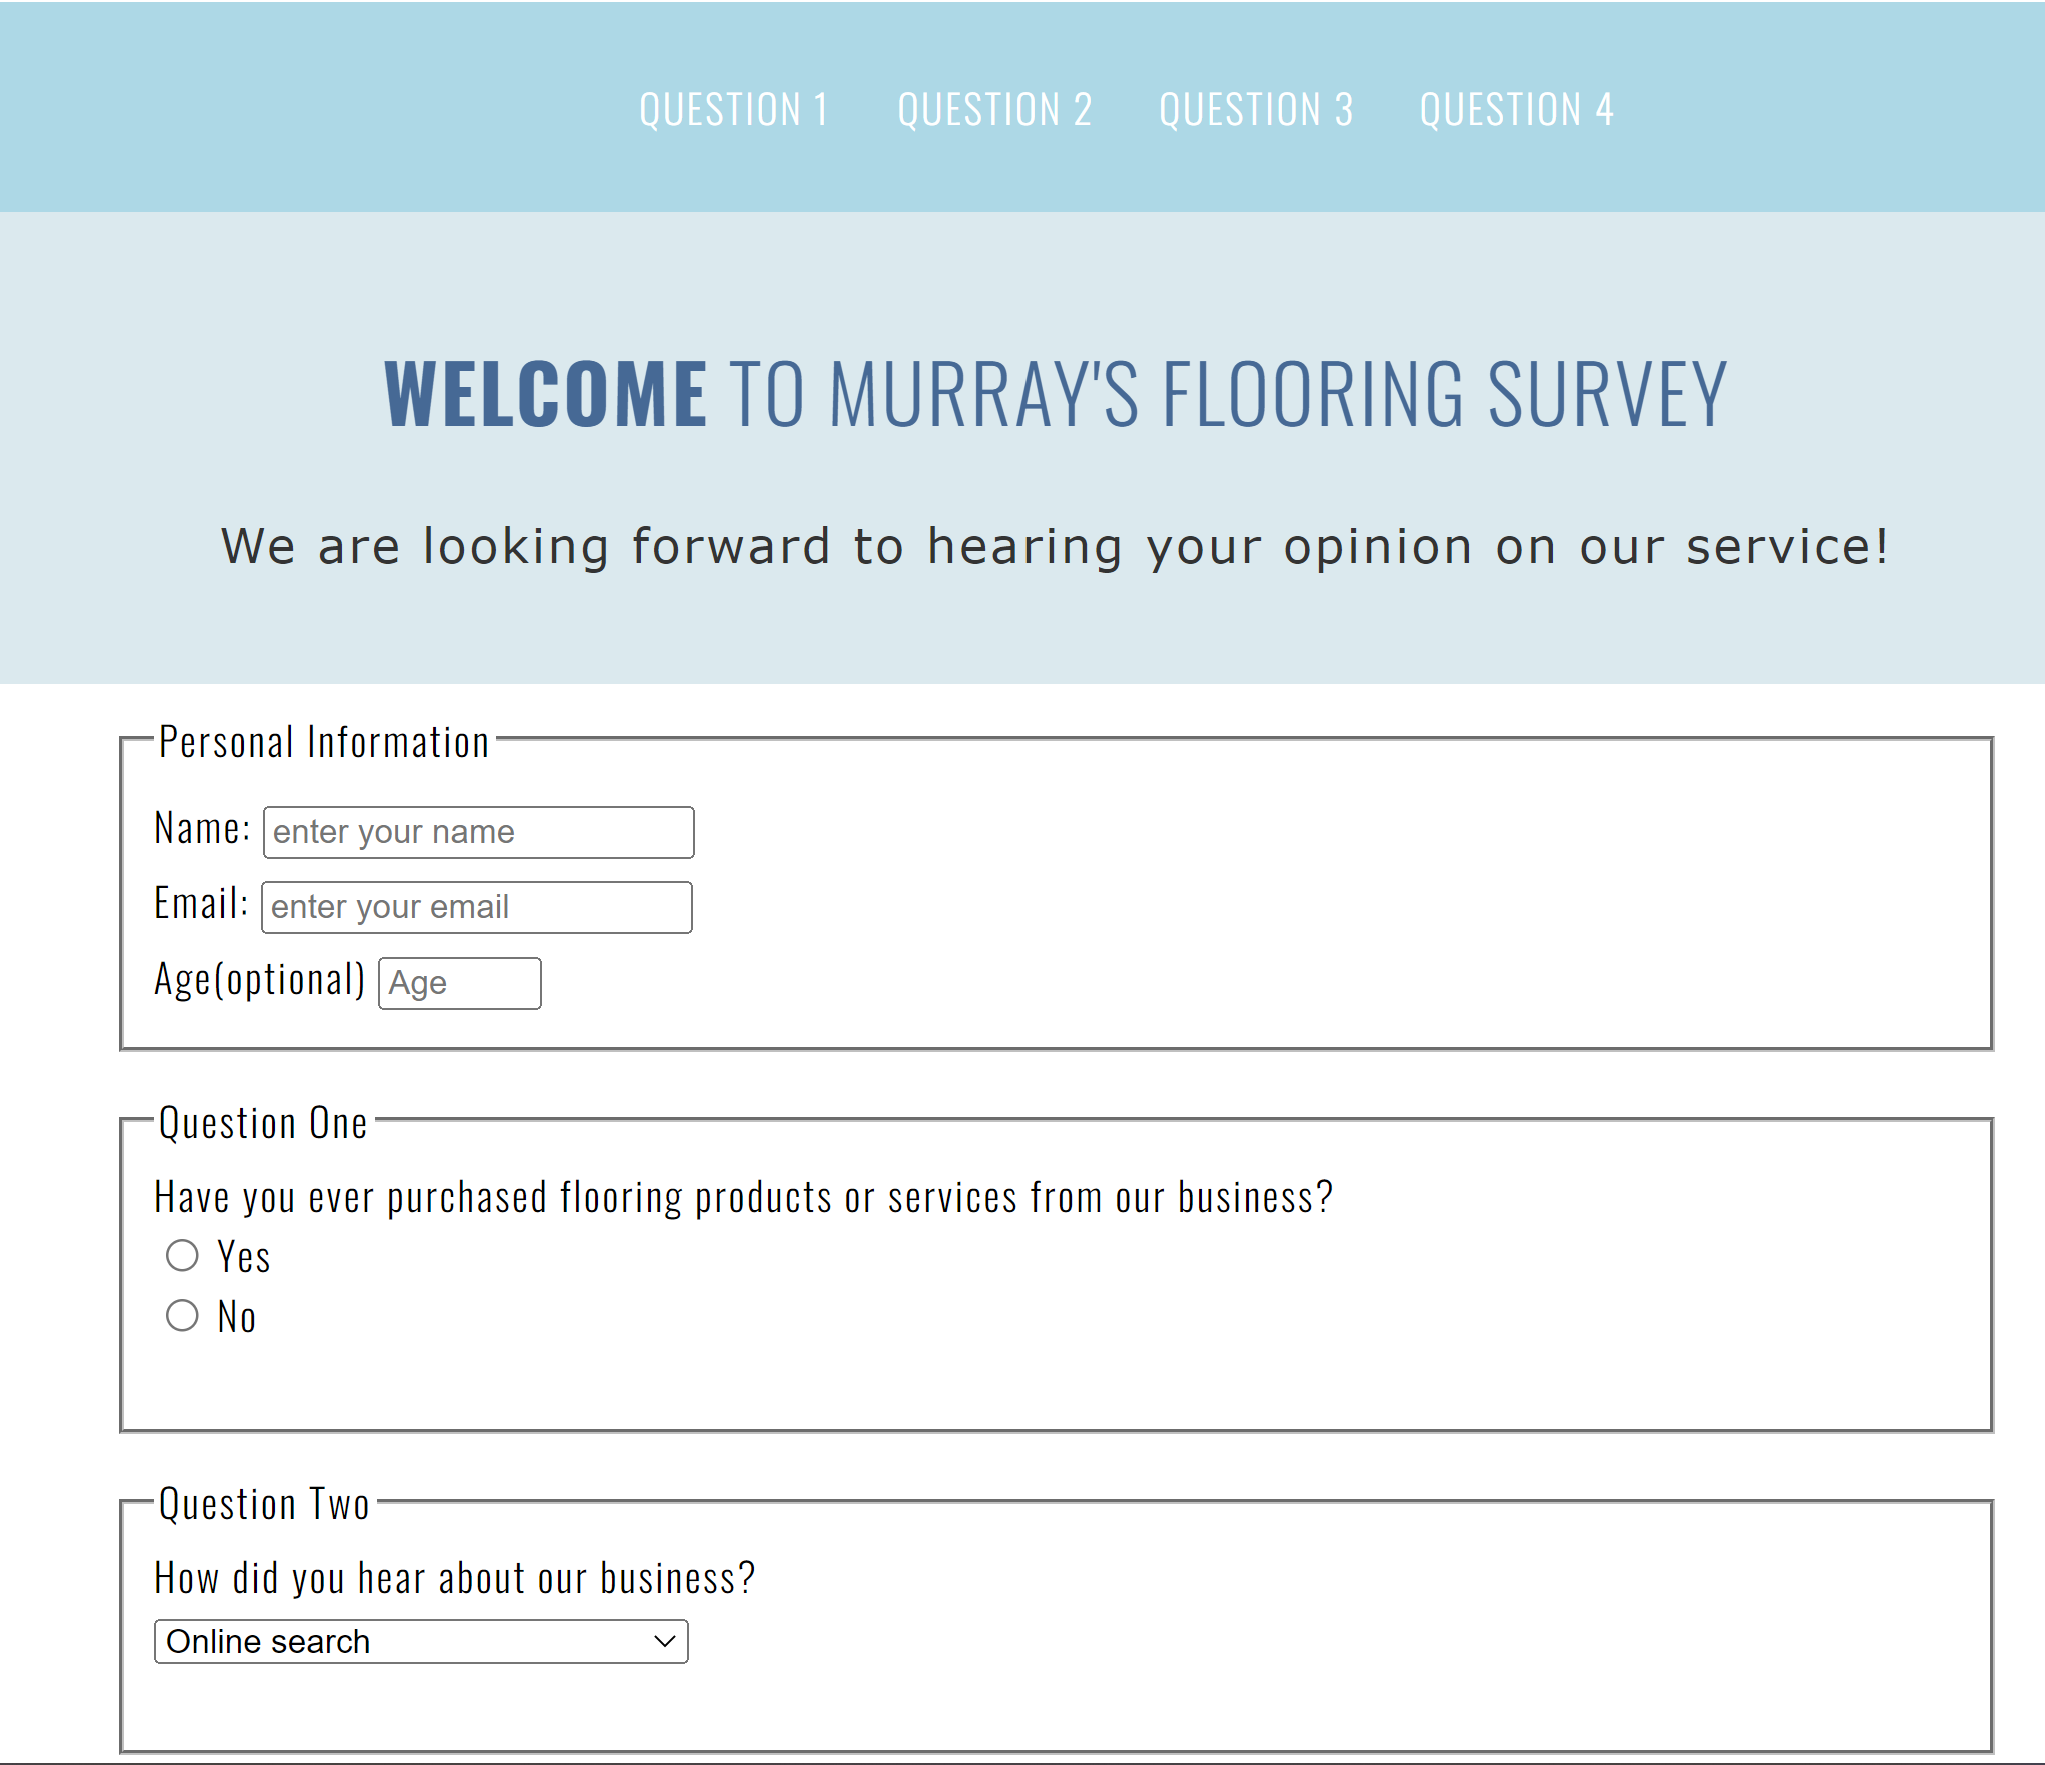 QUESTION 1 QUESTION 2 QUESTION 3 QUESTION 4
WELCOME TO MURRAY'S FLOORING SURVEY
We are looking forward to hearing your opinion on our service!
Personal Information
Name: enter your name
Email: enter your email
Age(optional) Age
Question One
Have you ever purchased flooring products or services from our business?
Yes
No
Question Two
How did you hear about our business?
Online search